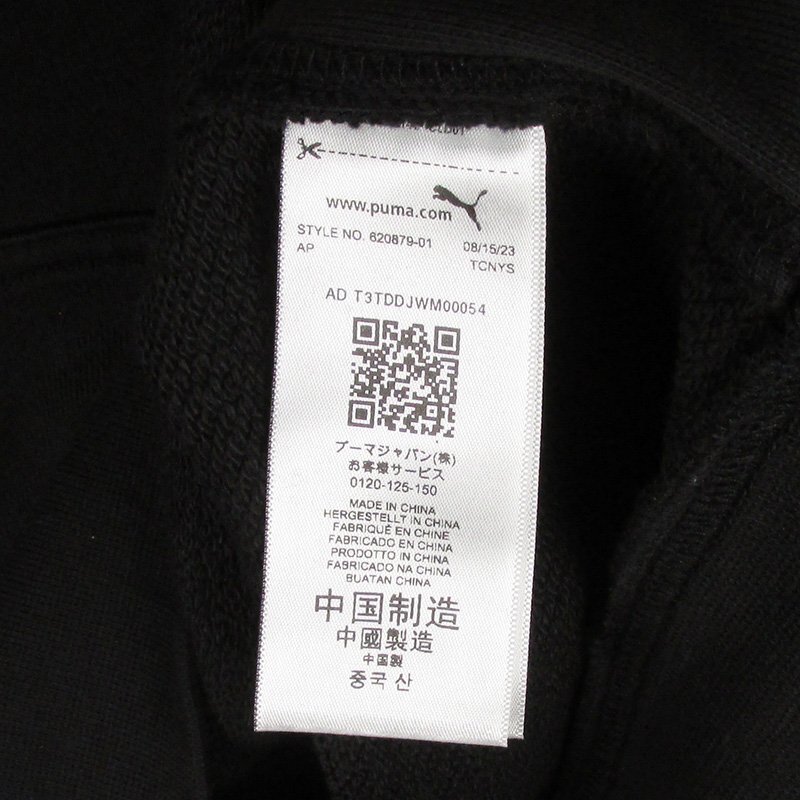 www.puma.com
STYLE NO. 620879-01 08/15/23
AP TCNYS
AD T3TDDJWM00054
プーマジャパン(株)
お客様サービス
0120-125-150
MADE IN CHINA
HERGESTELLT IN CHINA
FABRIQUÉ EN CHINE
FABRICADO EN CHINA
PRODOTTO IN CHINA
FABRICADO NA CHINA
BUATAN CHINA
中国制造
中國製造
中国製
중국 산